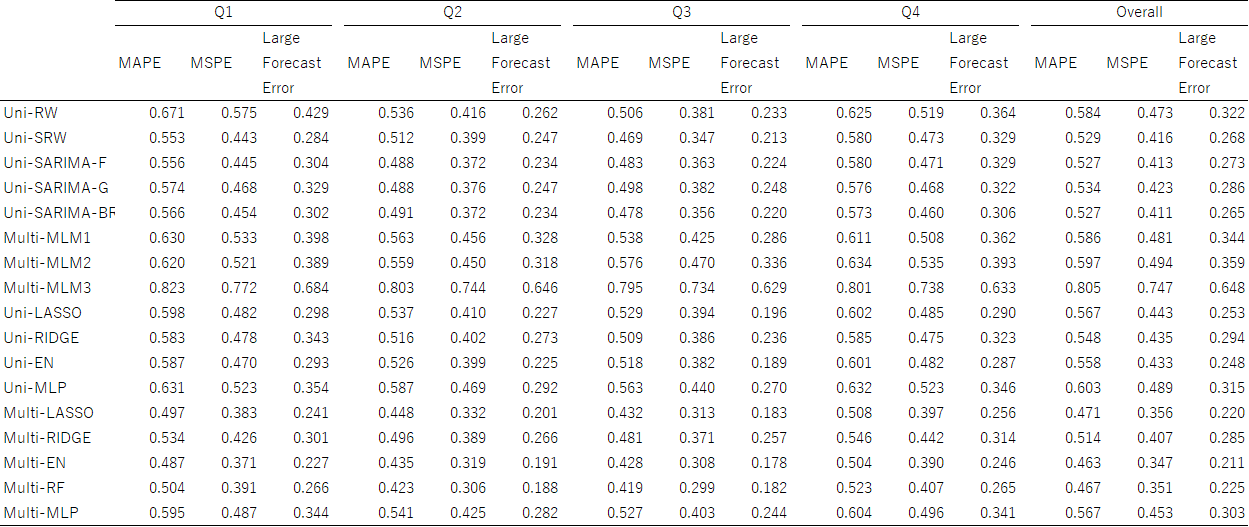 Q1 Q2 Q3 Q4 Overall
Large Large Large Large Large
MAPE MSPE Forecast MAPE MSPE Forecast MAPE MSPE Forecast MAPE MSPE Forecast MAPE MSPE Forecast
Error Error Error Error Error
Uni-RW 0.671 0.575 0.429 0.536 0.416 0.262 0.506 0.381 0.233 0.625 0.519 0.364 0.584 0.473 0.322
Uni-SRW 0.553 0.443 0.284 0.512 0.399 0.247 0.469 0.347 0.213 0.580 0.473 0.329 0.529 0.416 0.268
Uni-SARIMA-F 0.556 0.445 0.304 0.488 0.372 0.234 0.483 0.363 0.224 0.580 0.471 0.329 0.527 0.413 0.273
Uni-SARIMA-G 0.574 0.468 0.329 0.488 0.376 0.247 0.498 0.382 0.248 0.576 0.468 0.322 0.534 0.423 0.286
Uni-SARIMA-BR 0.566 0.454 0.302 0.491 0.372 0.234 0.478 0.356 0.220 0.573 0.460 0.306 0.527 0.411 0.265
Multi-MLM1 0.630 0.533 0.398 0.563 0.456 0.328 0.538 0.425 0.286 0.611 0.508 0.362 0.586 0.481 0.344
Multi-MLM2 0.620 0.521 0.389 0.559 0.450 0.318 0.576 0.470 0.336 0.634 0.535 0.393 0.597 0.494 0.359
Multi-MLM3 0.823 0.772 0.684 0.803 0.744 0.646 0.795 0.734 0.629 0.801 0.738 0.633 0.805 0.747 0.648
Uni-LASSO 0.598 0.482 0.298 0.537 0.410 0.227 0.529 0.394 0.196 0.602 0.485 0.290 0.567 0.443 0.253
Uni-RIDGE 0.583 0.478 0.343 0.516 0.402 0.273 0.509 0.386 0.236 0.585 0.475 0.323 0.548 0.435 0.294
Uni-EN 0.587 0.470 0.293 0.526 0.399 0.225 0.518 0.382 0.189 0.601 0.482 0.287 0.558 0.433 0.248
Uni-MLP 0.631 0.523 0.354 0.587 0.469 0.292 0.563 0.440 0.270 0.632 0.523 0.346 0.603 0.489 0.315
Multi-LASSO 0.497 0.383 0.241 0.448 0.332 0.201 0.432 0.313 0.183 0.508 0.397 0.256 0.471 0.356 0.220
Multi-RIDGE 0.534 0.426 0.301 0.496 0.389 0.266 0.481 0.371 0.257 0.546 0.442 0.314 0.514 0.407 0.285
Multi-EN 0.487 0.371 0.227 0.435 0.319 0.191 0.428 0.308 0.178 0.504 0.390 0.246 0.463 0.347 0.211
Multi-RF 0.504 0.391 0.266 0.423 0.306 0.188 0.419 0.299 0.182 0.523 0.407 0.265 0.467 0.351 0.225
Multi-MLP 0.595 0.487 0.344 0.541 0.425 0.282 0.527 0.403 0.244 0.604 0.496 0.341 0.567 0.453 0.303